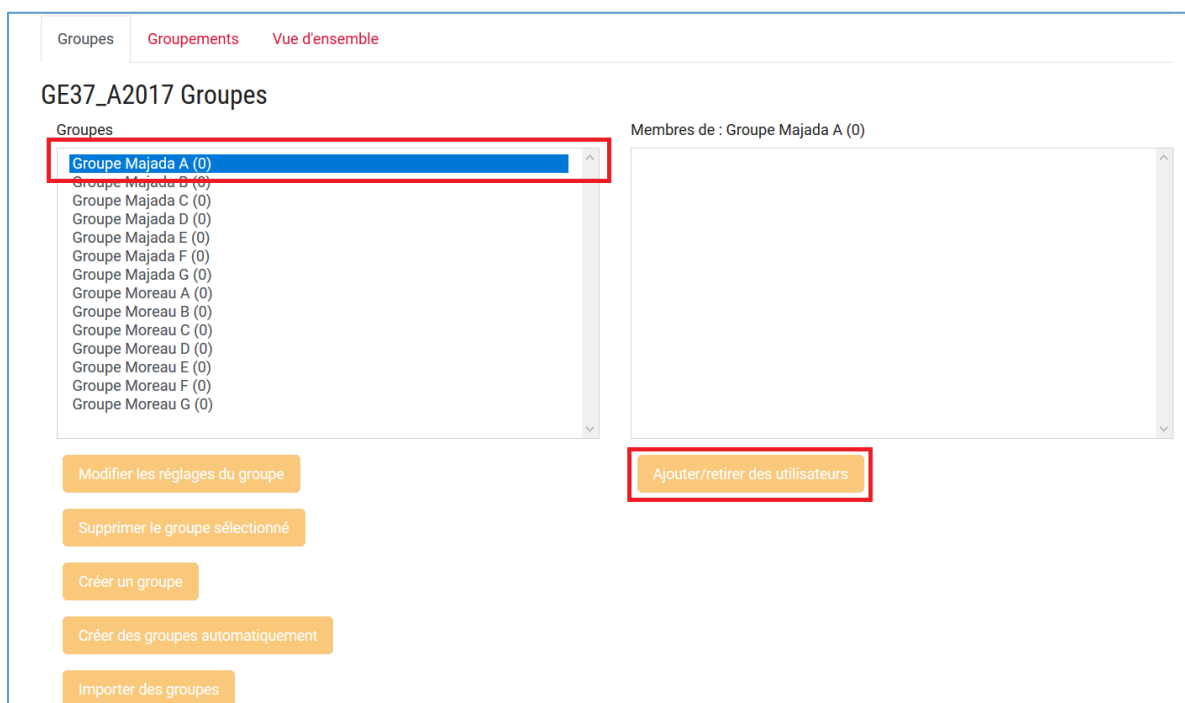 Groupes Groupements Vue d'ensemble
GE37_A2017 Groupes
Groupes
Groupe Majada A (0)
Groupe Majada B (0)
Groupe Majada C (0)
Groupe Majada D (0)
Groupe Majada E (0)
Groupe Majada F (0)
Groupe Majada G (0)
Groupe Moreau A (0)
Groupe Moreau B (0)
Groupe Moreau C (0)
Groupe Moreau D (0)
Groupe Moreau E (0)
Groupe Moreau F (0)
Groupe Moreau G (0)
Membres de : Groupe Majada A (0)
Modifier les réglages du groupe
Ajouter/retirer des utilisateurs
Supprimer le groupe sélectionné
Créer un groupe
Créer des groupes automatiquement
Importer des groupes